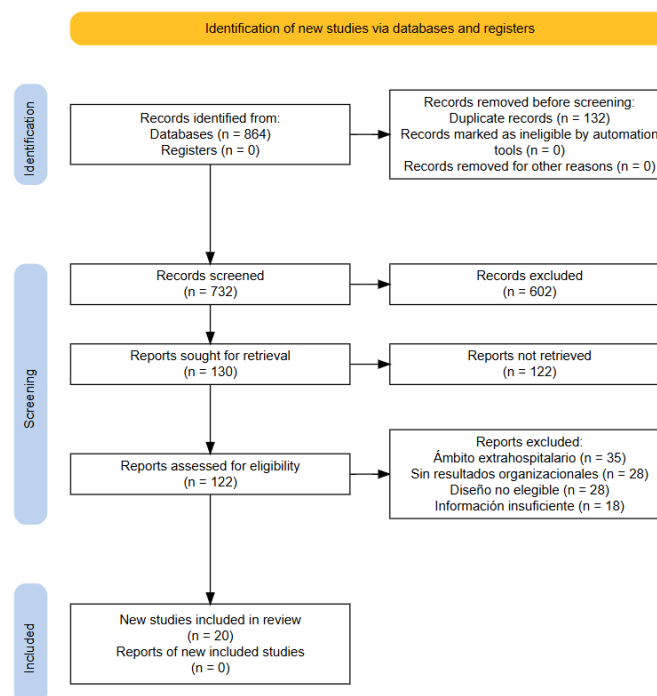 Identification of new studies via databases and registers
Identification
Records identified from:
Databases (n = 864)
Registers (n = 0)
Records removed before screening:
Duplicate records (n = 132)
Records marked as ineligible by automation
tools (n = 0)
Records removed for other reasons (n = 0)
Screening
Records screened
(n = 732)
Records excluded
(n = 602)
Reports sought for retrieval
(n = 130)
Reports not retrieved
(n = 122)
Reports assessed for eligibility
(n = 122)
Reports excluded:
Ámbito extrahospitalario (n = 35)
Sin resultados organizacionales (n = 28)
Diseño no elegible (n = 28)
Información insuficiente (n = 18)
Included
New studies included in review
(n = 20)
Reports of new included studies
(n = 0)